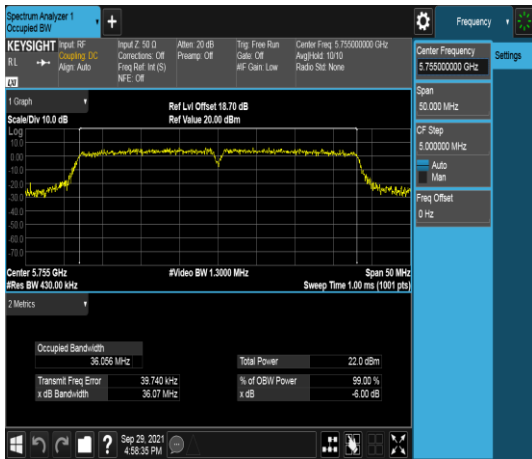 Spectrum Analyzer 1
Occupied BW
+
Frequency
KEYSIGHT
Input: RF
Input Z: 50 Ω
Atten: 20 dB
Trig: Free Run
Center Freq: 5.755000000 GHz
RL
Coupling: DC
Corrections: Off
Preamp: Off
Gate: Off
Avg|Hold: 10/10
Align: Auto
Freq Ref: Int (S)
#IF Gain: Low
Radio Std: None
NFE: Off
LXI
Center Frequency
5.755000000 GHz
Settings
Span
50.000 MHz
CF Step
5.000000 MHz
Auto
Man
Freq Offset
0 Hz
1 Graph
Ref Lvl Offset 18.70 dB
Scale/Div 10.0 dB
Ref Value 20.00 dBm
Log
10.0
0.00
-10.0
-20.0
-30.0
-40.0
-50.0
-60.0
-70.0
Center 5.755 GHz
#Video BW 1.3000 MHz
Span 50 MHz
#Res BW 430.00 kHz
Sweep Time 1.00 ms (1001 pts)
2 Metrics
Occupied Bandwidth
36.056 MHz
Total Power
22.0 dBm
Transmit Freq Error
39.740 kHz
% of OBW Power
99.00 %
x dB Bandwidth
36.07 MHz
x dB
-6.00 dB
?
Sep 29, 2021
4:58:35 PM